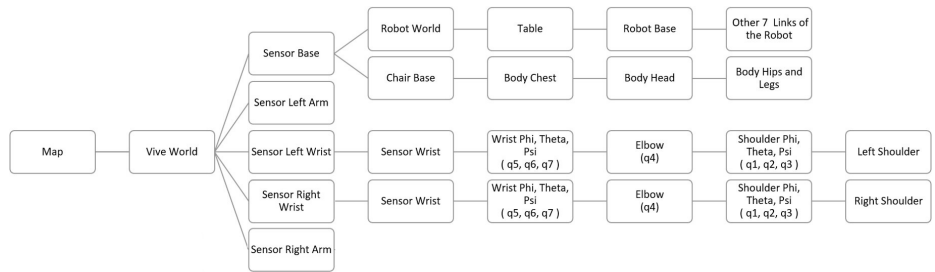 Robot World
Table
Robot Base
Other 7 Links of
the Robot
Sensor Base
Chair Base
Body Chest
Body Head
Body Hips and
Legs
Sensor Left Arm
Map
Vive World
Sensor Left Wrist
Sensor Wrist
Wrist Phi, Theta,
Psi
( q5, q6, q7 )
Elbow
(q4)
Shoulder Phi,
Theta, Psi
( q1, q2, q3 )
Left Shoulder
Sensor Right
Wrist
Sensor Wrist
Wrist Phi, Theta,
Psi
( q5, q6, q7 )
Elbow
(q4)
Shoulder Phi,
Theta, Psi
( q1, q2, q3 )
Right Shoulder
Sensor Right Arm